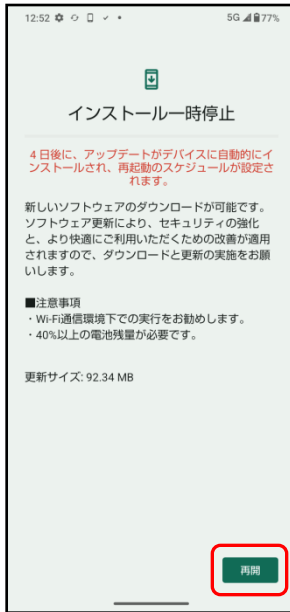 12:52 5G 77%
インストール一時停止
4 日後に、アップデートがデバイスに自動的にイ
ンストールされ、再起動のスケジュールが設定さ
れます。
新しいソフトウェアのダウンロードが可能です。
ソフトウェア更新により、セキュリティの強化
と、より快適にご利用いただくための改善が適用
されますので、ダウンロードと更新の実施をお願
いします。
■注意事項
・Wi-Fi通信環境下での実行をお勧めします。
・40%以上の電池残量が必要です。
更新サイズ: 92.34 MB
再開